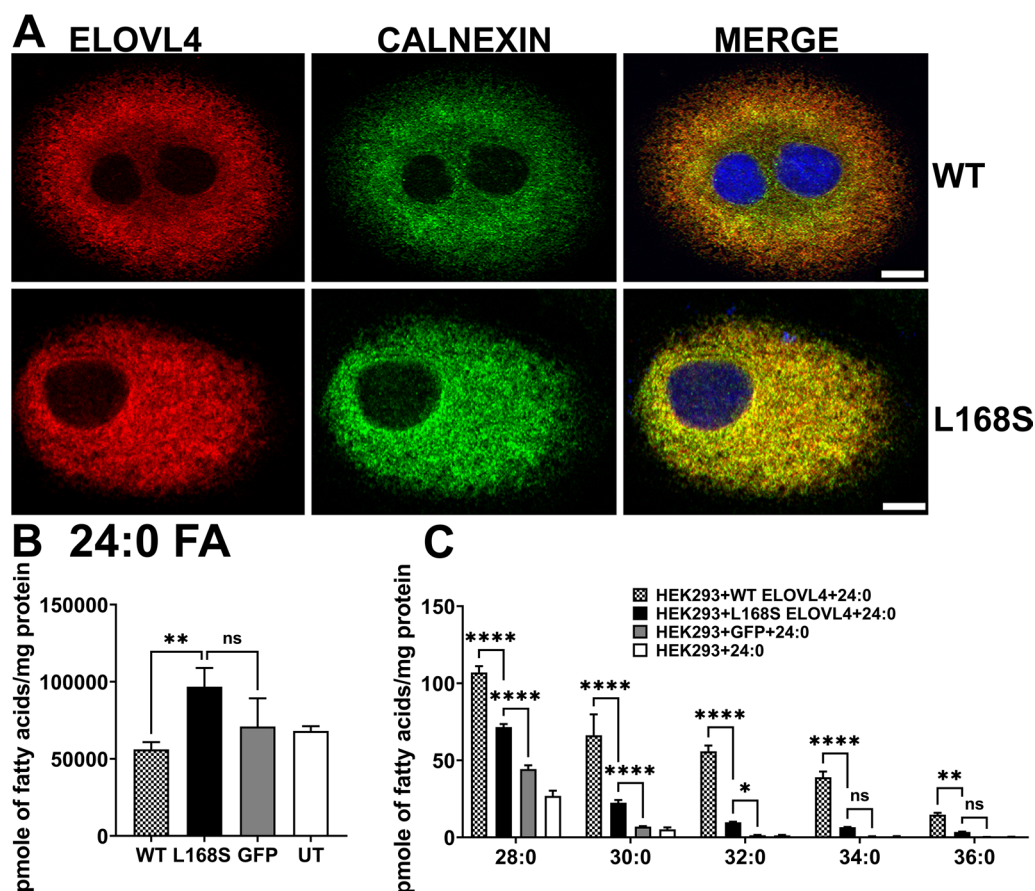 A
ELOVL4 CALNEXIN MERGE
WT
L168S
B 24:0 FA
pmole of fatty acids/mg protein
150000
100000
50000
0
** ns
WT L168S GFP UT
C
pmole of fatty acids/mg protein
150
100
50
0
HEK293+WT ELOVL4+24:0
HEK293+L168S ELOVL4+24:0
HEK293+GFP+24:0
HEK293+24:0
**** ****
**** ****
**** *
**** ns
** ns
28:0 30:0 32:0 34:0 36:0